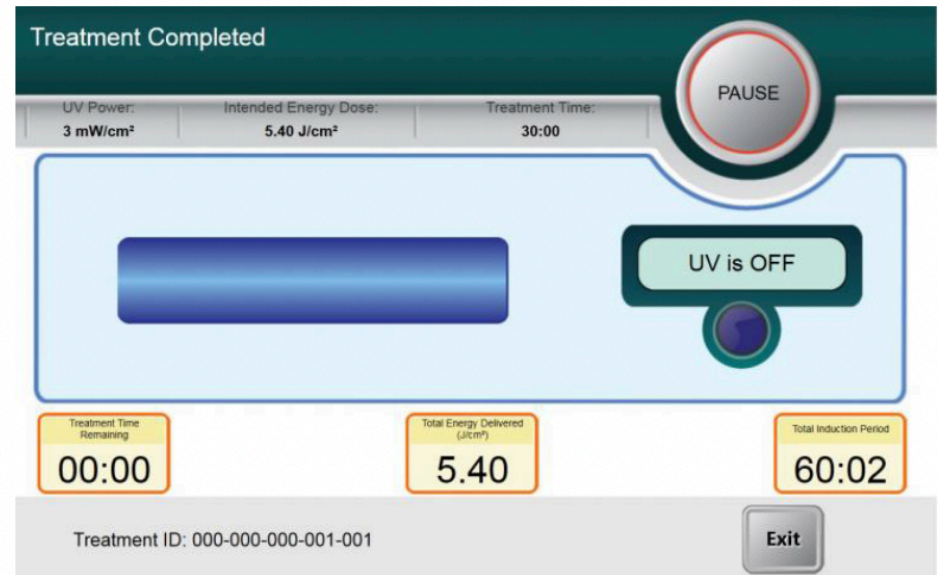 Treatment Completed
PAUSE
UV Power:
3 mW/cm²
Intended Energy Dose:
5.40 J/cm²
Treatment Time:
30:00
UV is OFF
Treatment Time
Remaining
00:00
Total Energy Delivered
(J/cm²)
5.40
Total Induction Period
60:02
Treatment ID: 000-000-000-001-001
Exit